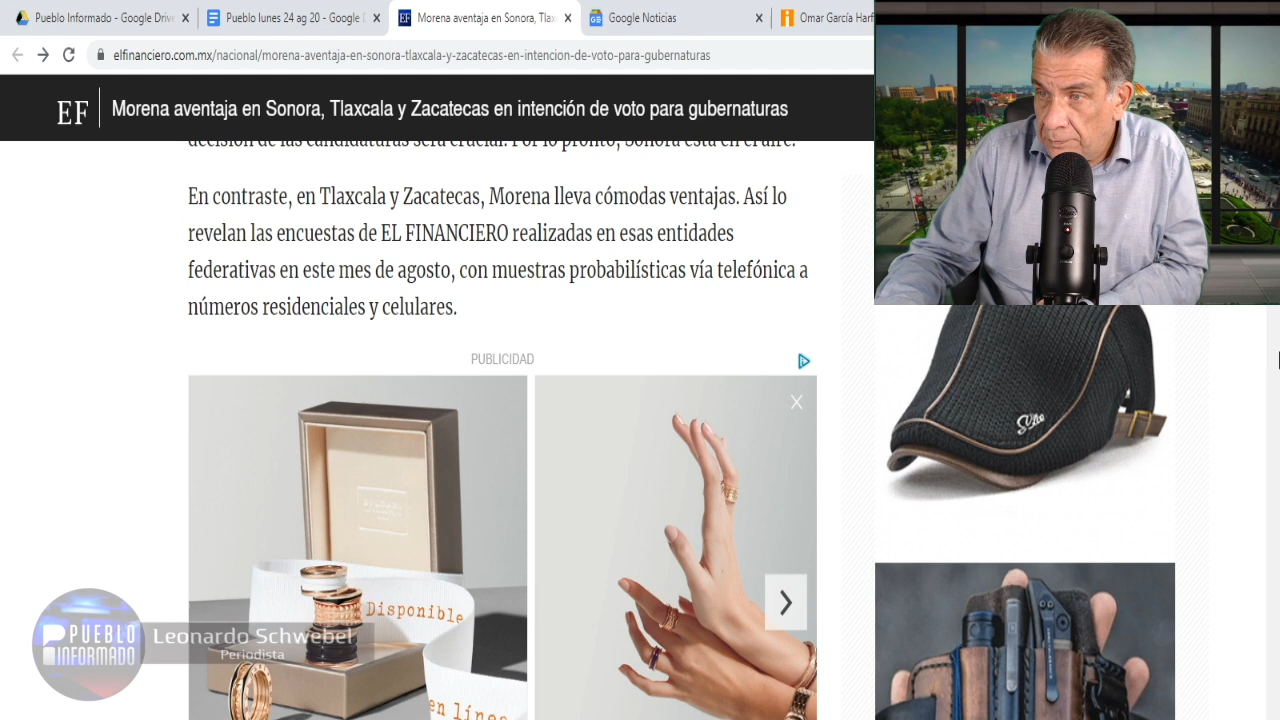 Pueblo Informado - Google Drive
Pueblo lunes 24 ag 20 - Google D
Morena aventaja en Sonora, Tlax
Google Noticias
Omar García Harf
elfinanciero.com.mx/nacional/morena-aventaja-en-sonora-tlaxcala-y-zacatecas-en-intencion-de-voto-para-gubernaturas
EF
Morena aventaja en Sonora, Tlaxcala y Zacatecas en intención de voto para gubernaturas
decisión de las candidaturas será crucial. Por lo pronto, Sonora está en el aire.
En contraste, en Tlaxcala y Zacatecas, Morena lleva cómodas ventajas. Así lo
revelan las encuestas de EL FINANCIERO realizadas en esas entidades
federativas en este mes de agosto, con muestras probabilísticas vía telefónica a
números residenciales y celulares.
PUBLICIDAD
X
BVLGARI
Disponible
en línea
PUEBLO
INFORMADO
Leonardo Schwebel
Periodista